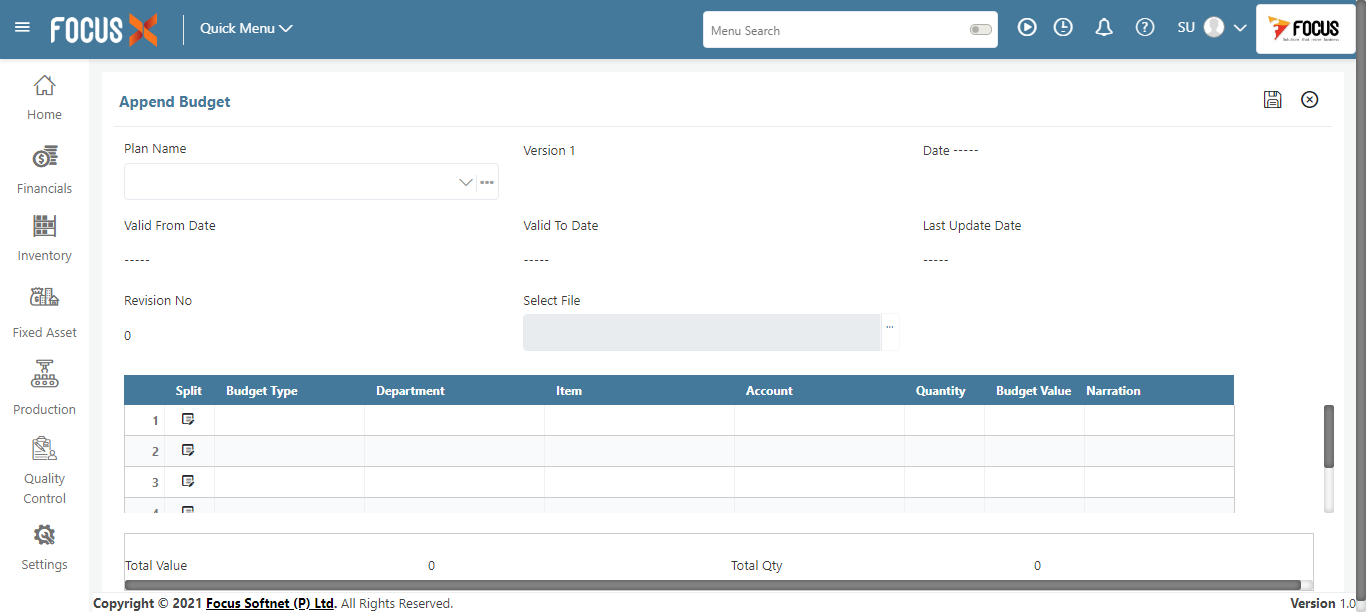 FOCUS X
Quick Menu
Menu Search
?
SU
FOCUS
Home
Financials
Inventory
Fixed Asset
Production
Quality
Control
Settings
Append Budget
Plan Name
Version 1
Date -----
Valid From Date
Valid To Date
Last Update Date
-----
-----
-----
Revision No
Select File
0
...
Split Budget Type Department Item Account Quantity Budget Value Narration
1
2
3
4
Total Value 0 Total Qty 0
Copyright © 2021 Focus Softnet (P) Ltd. All Rights Reserved.
Version 1.0